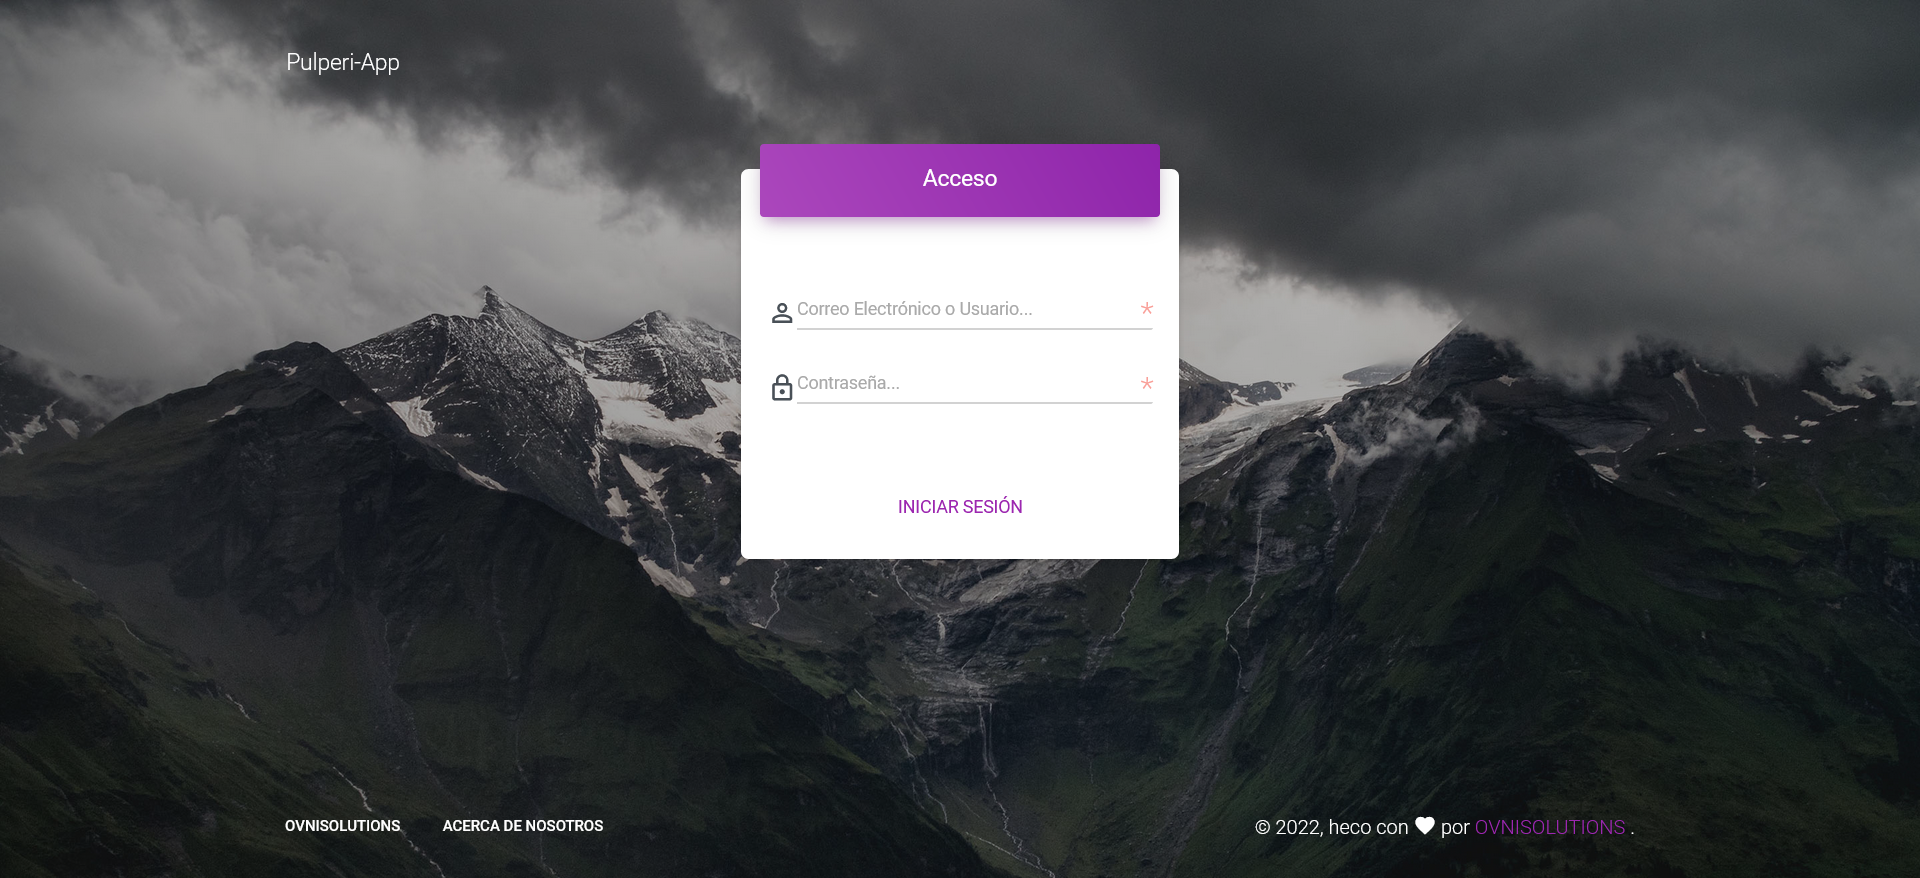 Pulperi-App
Acceso
Correo Electrónico o Usuario...
*
Contraseña...
*
INICIAR SESIÓN
OVNISOLUTIONS ACERCA DE NOSOTROS
© 2022, heco con ♥ por OVNISOLUTIONS .